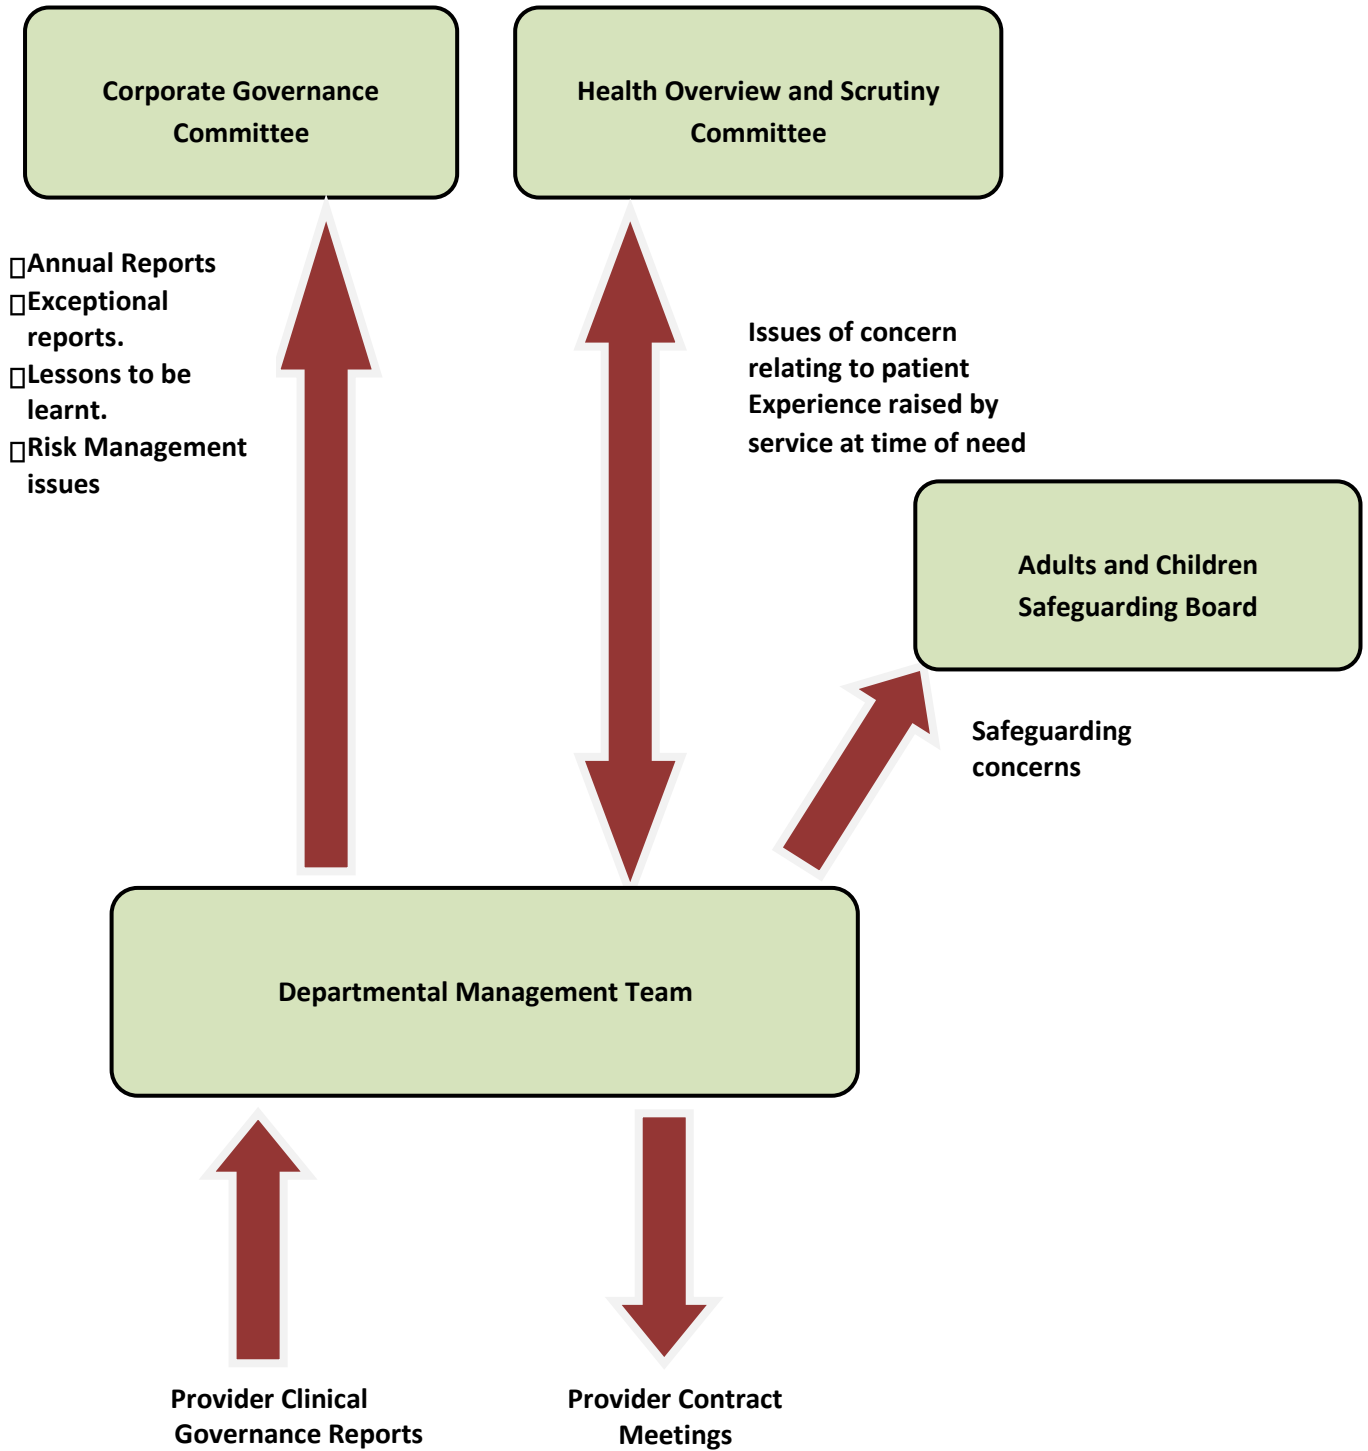 Corporate Governance
Committee
Health Overview and Scrutiny
Committee
Annual Reports
Exceptional
reports.
Lessons to be
learnt.
Risk Management
issues
Issues of concern
relating to patient
Experience raised by
service at time of need
Adults and Children
Safeguarding Board
Safeguarding
concerns
Departmental Management Team
Provider Clinical
Governance Reports
Provider Contract
Meetings